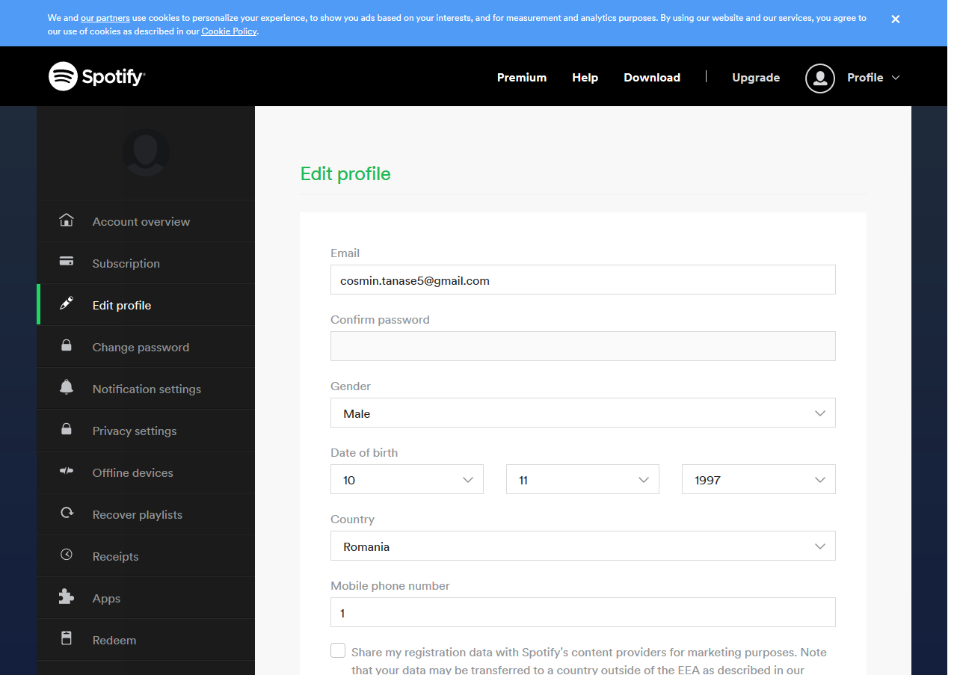 We and our partners use cookies to personalize your experience, to show you ads based on your interests, and for measurement and analytics purposes. By using our website and our services, you agree to
our use of cookies as described in our Cookie Policy.
Spotify
Premium
Help
Download
Upgrade
Profile
Account overview
Subscription
Edit profile
Change password
Notification settings
Privacy settings
Offline devices
Recover playlists
Receipts
Apps
Redeem
Edit profile
Email
cosmin.tanase5@gmail.com
Confirm password
Gender
Male
Date of birth
10 11 1997
Country
Romania
Mobile phone number
1
Share my registration data with Spotify's content providers for marketing purposes. Note
that your data may be transferred to a country outside of the EEA as described in our